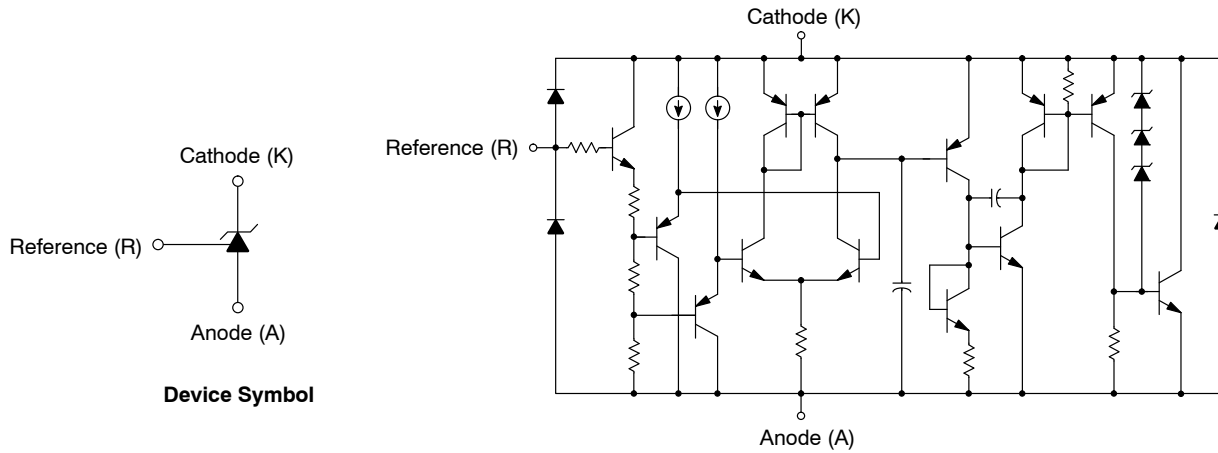 Cathode (K)
Reference (R)
Anode (A)
Device Symbol
Cathode (K)
Reference (R)
Anode (A)